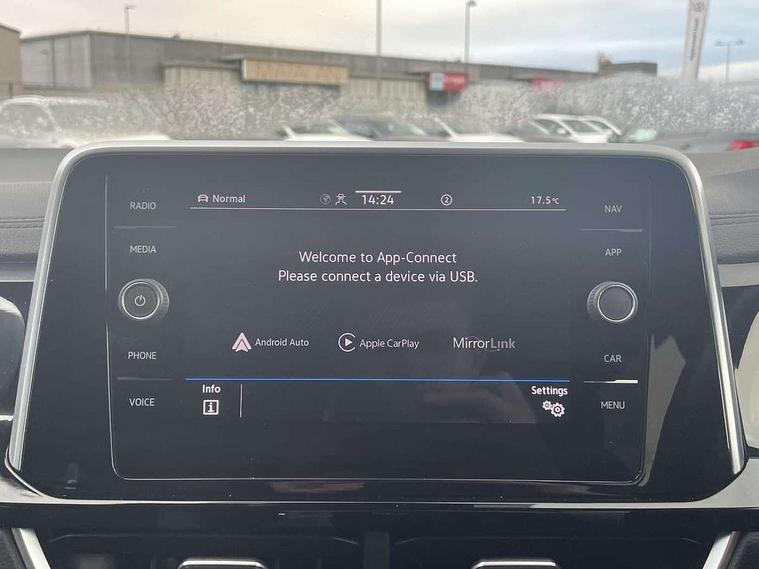 RADIO
MEDIA
PHONE
VOICE
Normal
14:24
2
17.5°C
Welcome to App-Connect
Please connect a device via USB.
Android Auto
Apple CarPlay
MirrorLink
Info
Settings
NAV
APP
CAR
MENU